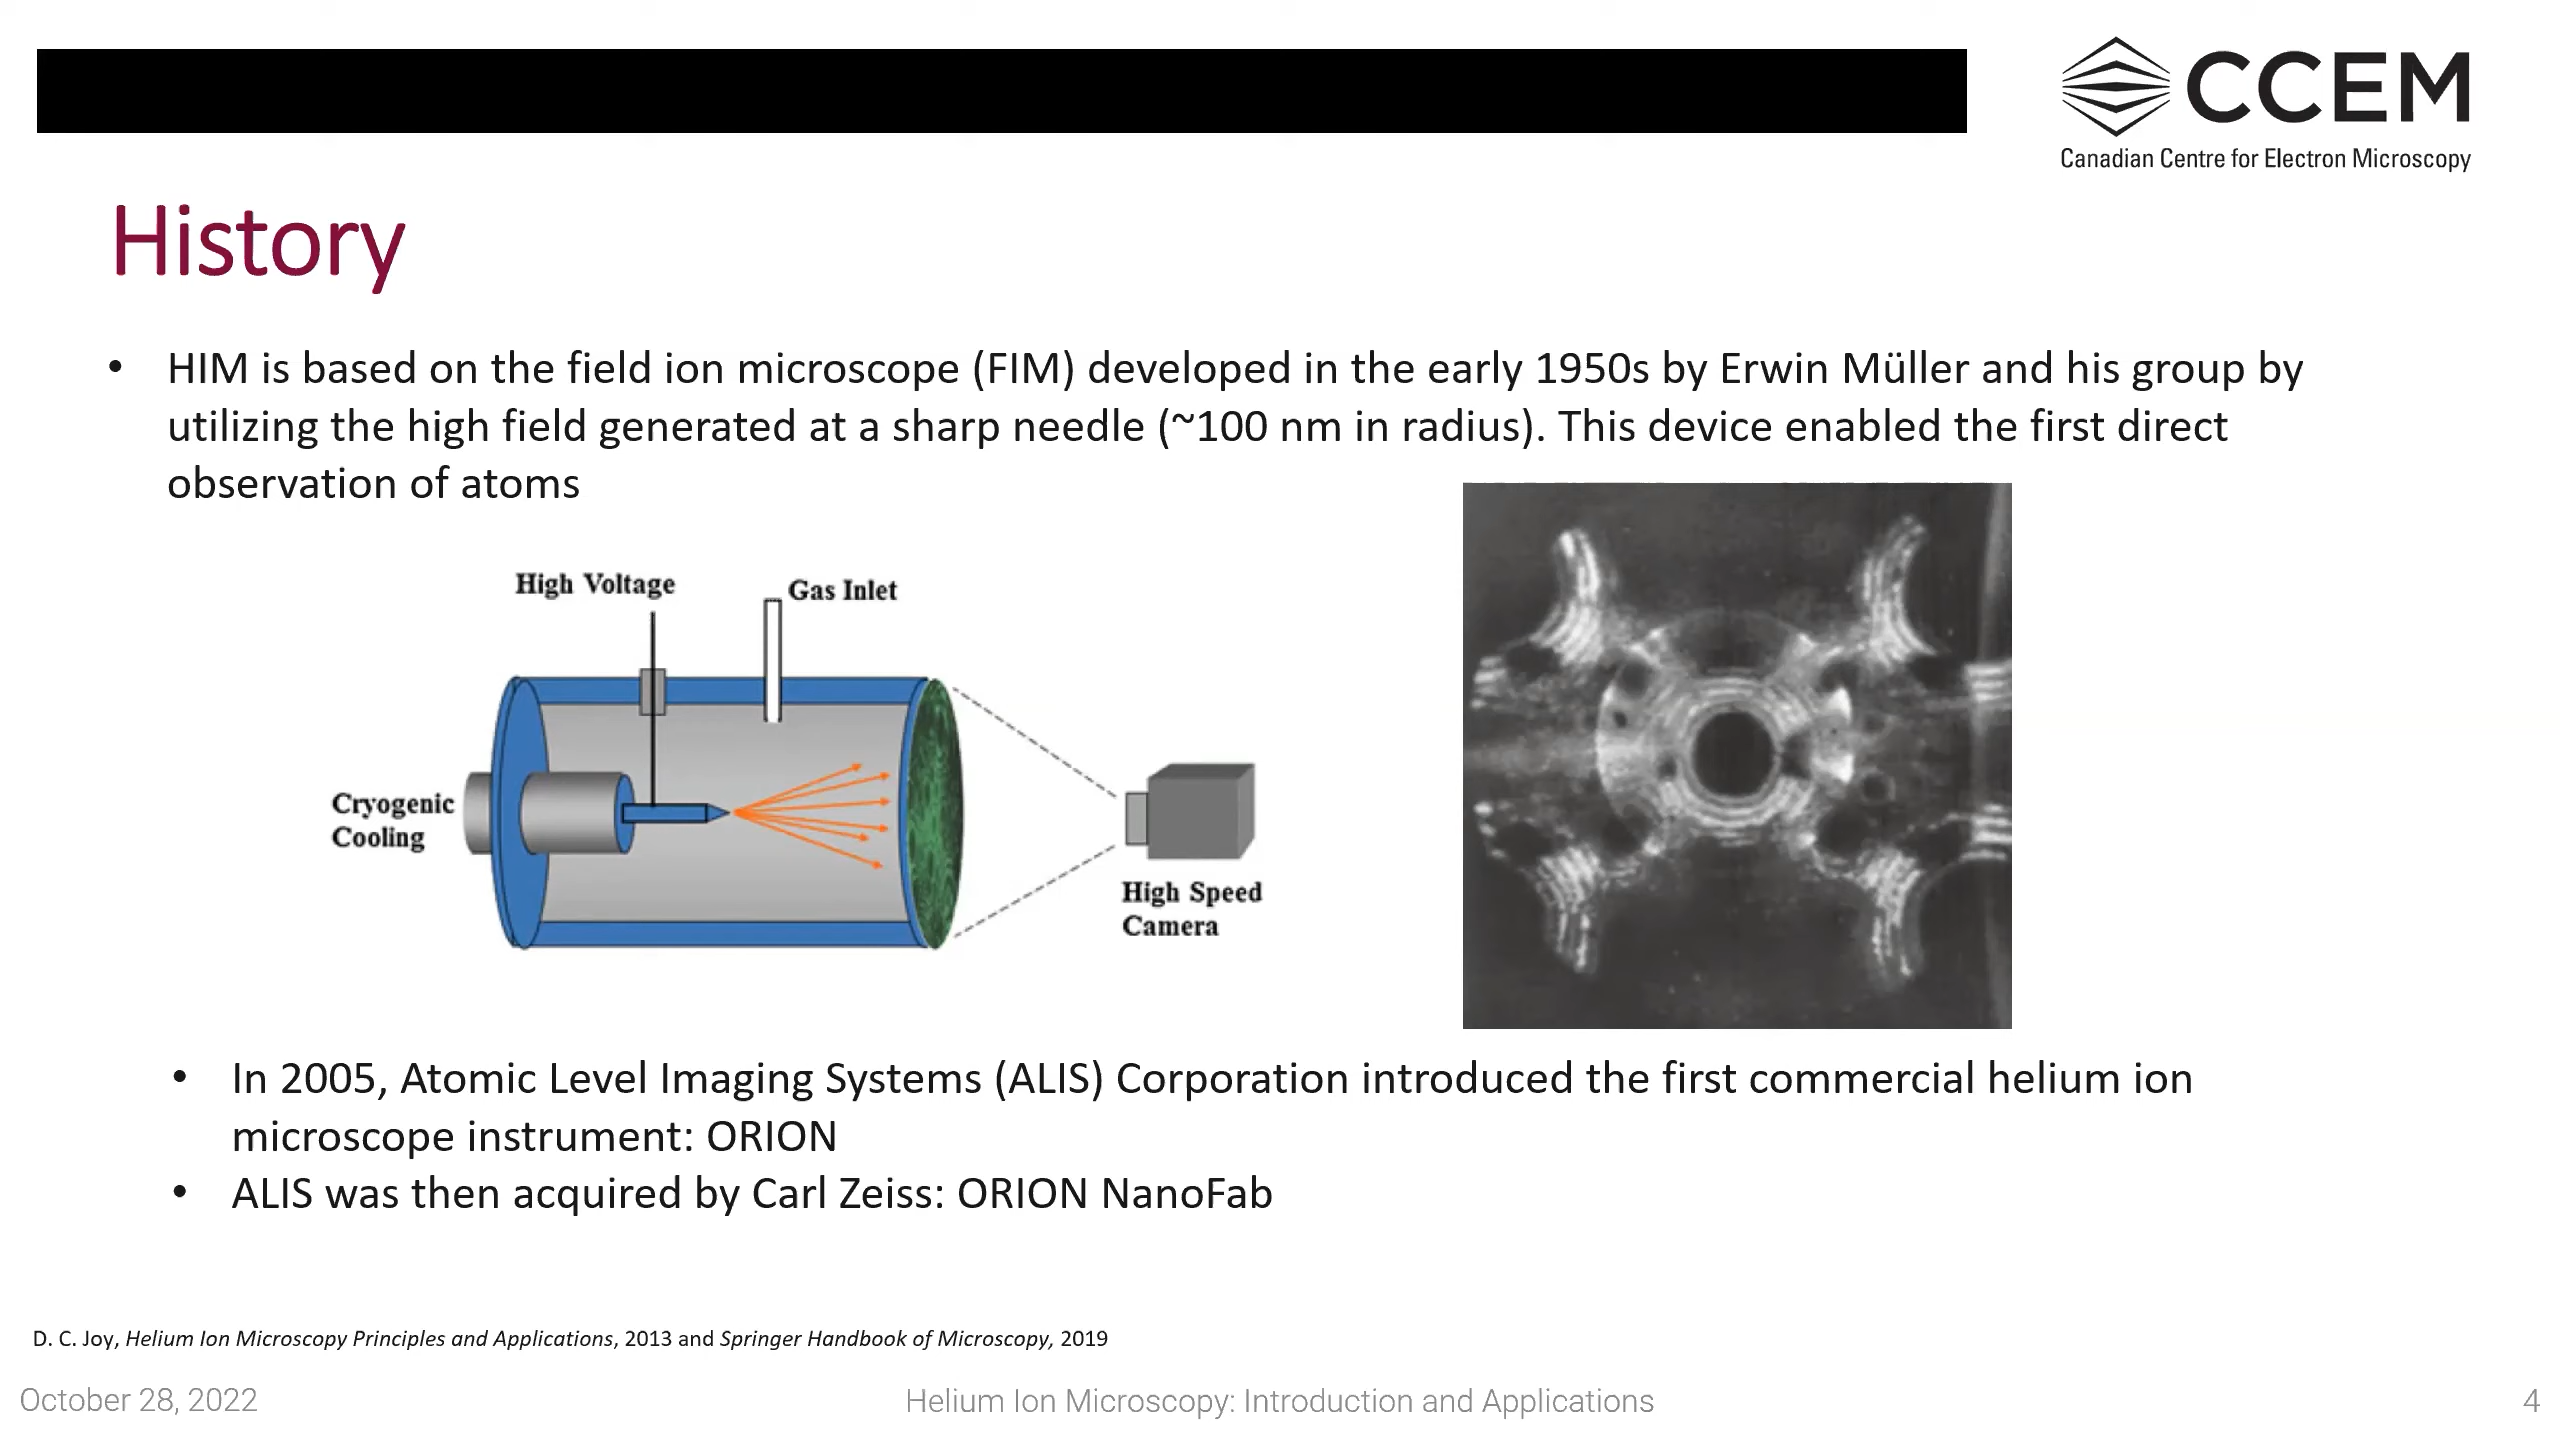 CCEM
Canadian Centre for Electron Microscopy
History
• HIM is based on the field ion microscope (FIM) developed in the early 1950s by Erwin Müller and his group by
utilizing the high field generated at a sharp needle (~100 nm in radius). This device enabled the first direct
observation of atoms
High Voltage
Gas Inlet
Cryogenic
Cooling
High Speed
Camera
• In 2005, Atomic Level Imaging Systems (ALIS) Corporation introduced the first commercial helium ion
microscope instrument: ORION
• ALIS was then acquired by Carl Zeiss: ORION NanoFab
D. C. Joy, Helium Ion Microscopy Principles and Applications, 2013 and Springer Handbook of Microscopy, 2019
October 28, 2022
Helium Ion Microscopy: Introduction and Applications
4